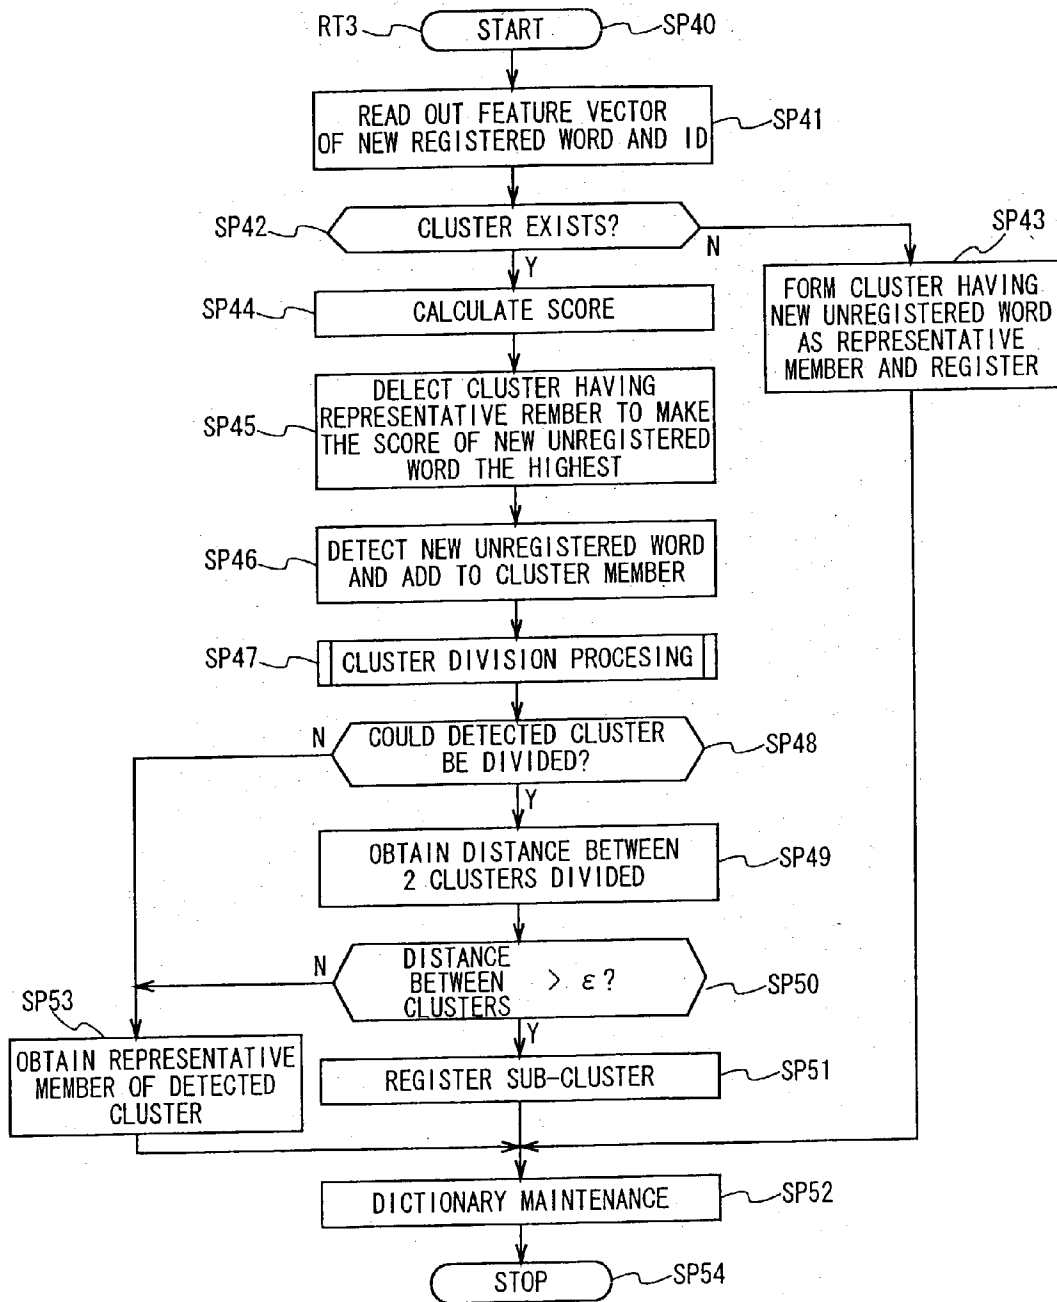 RT3
START
SP40
READ OUT FEATURE VECTOR
OF NEW REGISTERED WORD AND ID
SP41
SP42
CLUSTER EXISTS?
N
Y
SP43
FORM CLUSTER HAVING
NEW UNREGISTERED WORD
AS REPRESENTATIVE
MEMBER AND REGISTER
SP44
CALCULATE SCORE
SP45
DELECT CLUSTER HAVING
REPRESENTATIVE REMBER TO MAKE
THE SCORE OF NEW UNREGISTERED
WORD THE HIGHEST
SP46
DETECT NEW UNREGISTERED WORD
AND ADD TO CLUSTER MEMBER
SP47
CLUSTER DIVISION PROCESING
N
COULD DETECTED CLUSTER
BE DIVIDED?
SP48
Y
OBTAIN DISTANCE BETWEEN
2 CLUSTERS DIVIDED
SP49
N
DISTANCE
BETWEEN
CLUSTERS
> ε?
SP50
Y
SP53
OBTAIN REPRESENTATIVE
MEMBER OF DETECTED
CLUSTER
REGISTER SUB-CLUSTER
SP51
DICTIONARY MAINTENANCE
SP52
STOP
SP54